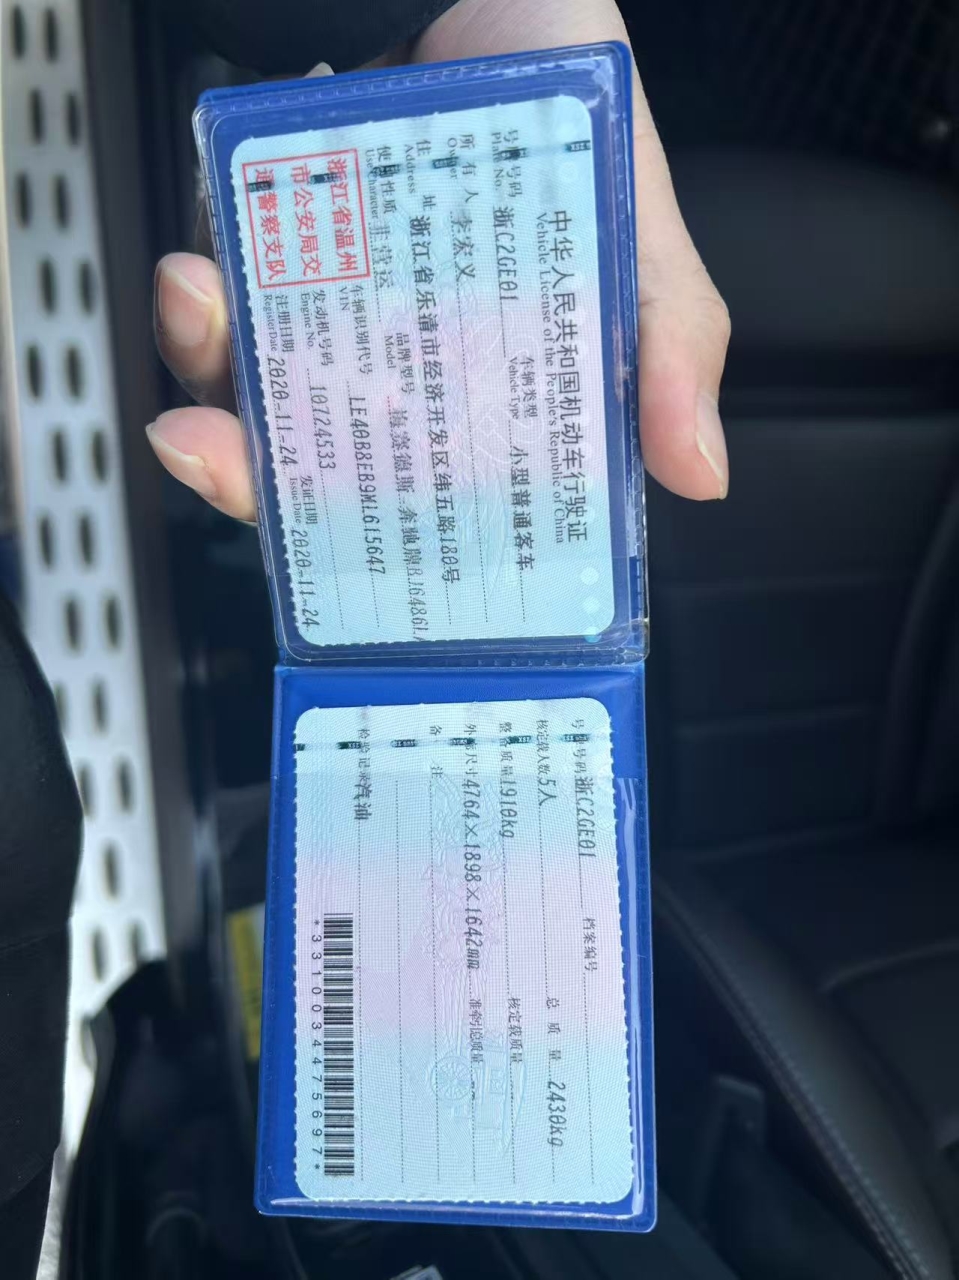 中华人民共和国机动车行驶证
Vehicle License of the People's Republic of China
号牌号码 浙C2GE01 车辆类型 小型普通客车
Plate No. Vehicle Type
所有人 李宏义
Owner
住址 浙江省乐清市经济开发区纬五路180号
Address
使用性质 非营运 品牌型号 梅赛德斯-奔驰牌BJ6486L
Use Character Model
浙江省温州
市公安局交
通警察支队
车辆识别代号 LE40B8EB9ML615647
VIN
发动机号码 10724533
Engine No.
注册日期 2020-11-24 发证日期 2020-11-24
Register Date Issue Date
号牌号码 浙C2GE01 档案编号
核定载人数 5人 总质量 2430kg
整备质量 1910kg 核定载质量
外廓尺寸 4764×1898×1642mm 准牵引总质量 --
备注
检验记录 汽油
*3310034475697*